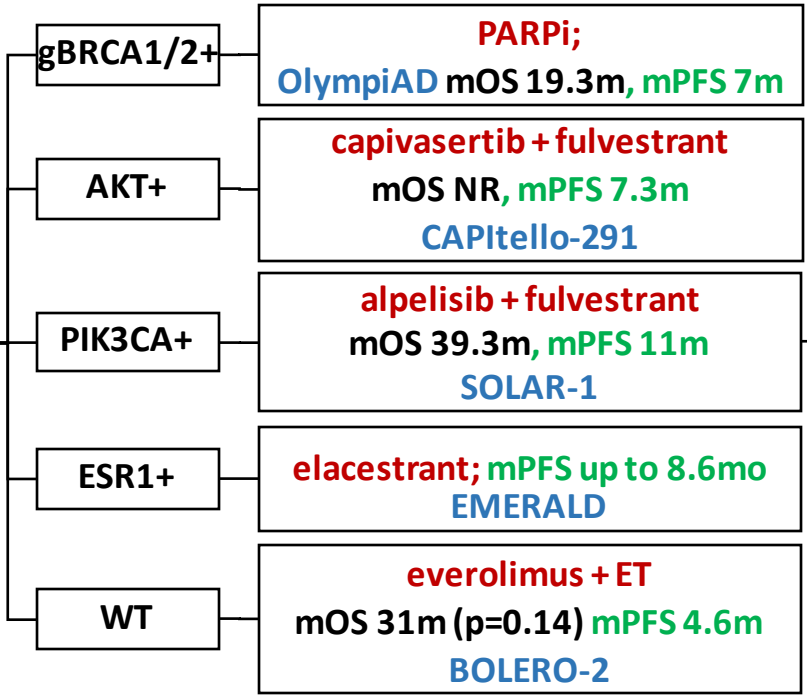 gBRCA1/2+
PARPi;
OlympiAD mOS 19.3m, mPFS 7m
AKT+
capivasertib + fulvestrant
mOS NR, mPFS 7.3m
CAPItello-291
PIK3CA+
alpelisib + fulvestrant
mOS 39.3m, mPFS 11m
SOLAR-1
ESR1+
elacestrant; mPFS up to 8.6mo
EMERALD
WT
everolimus + ET
mOS 31m (p=0.14) mPFS 4.6m
BOLERO-2